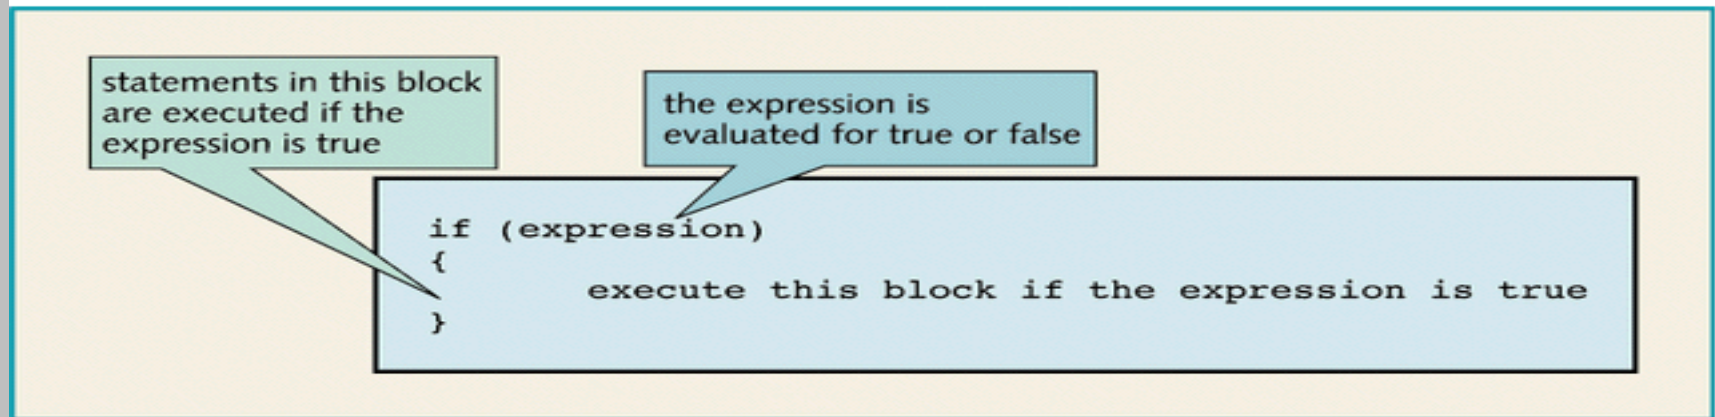 statements in this block
are executed if the
expression is true
the expression is
evaluated for true or false
if (expression)
{
execute this block if the expression is true
}